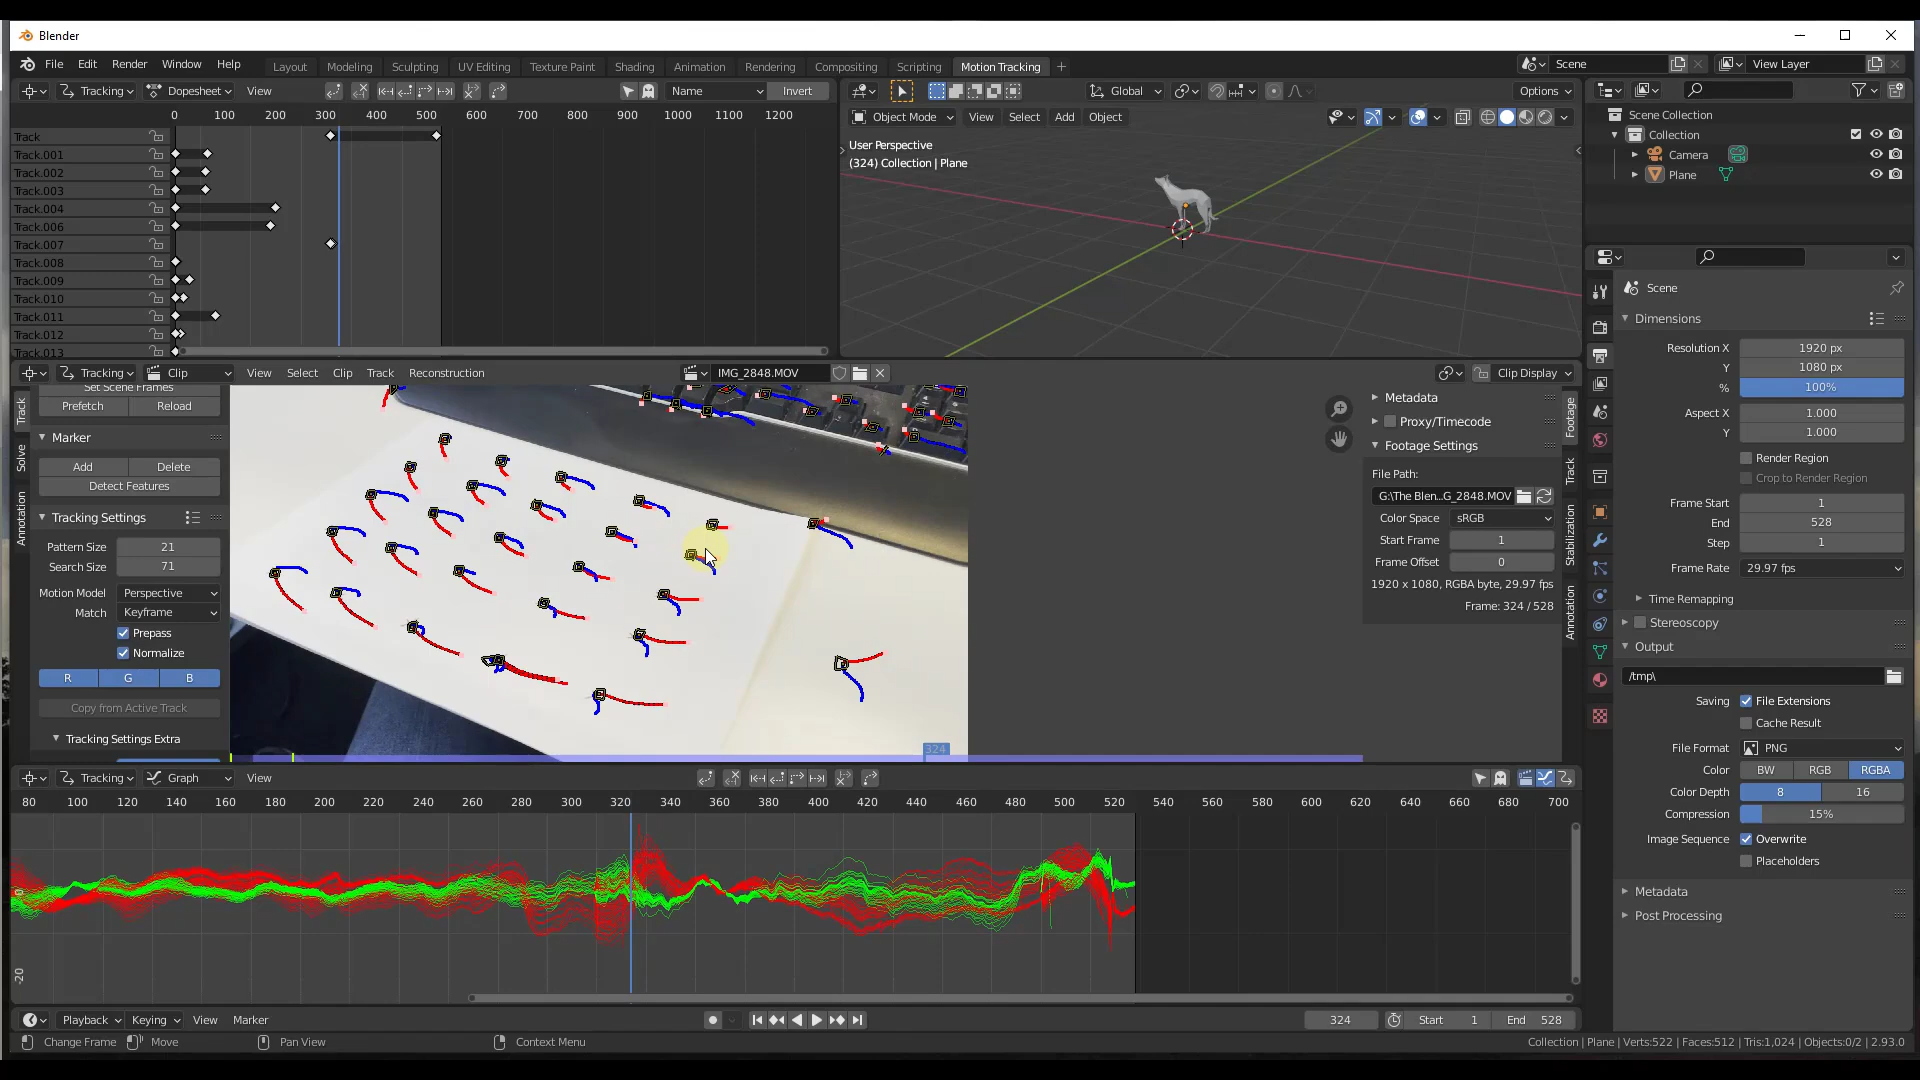 Blender
File Edit Render Window Help Layout Modeling Sculpting UV Editing Texture Paint Shading Animation Rendering Compositing Scripting Motion Tracking Scene View Layer
Tracking Dopesheet View Name Invert
0 100 200 300 400 500 600 700 800 900 1000 1100 1200
Track
Track.001
Track.002
Track.003
Track.004
Track.006
Track.007
Track.008
Track.009
Track.010
Track.011
Track.012
Track.013
Global Options
Object Mode View Select Add Object
User Perspective
(324) Collection | Plane
Scene Collection
Collection
Camera
Plane
Tracking Clip View Select Clip Track Reconstruction IMG_2848.MOV Clip Display
Set Scene Frames
Prefetch Reload
Marker
Add Delete
Detect Features
Tracking Settings
Pattern Size 21
Search Size 71
Motion Model Perspective
Match Keyframe
Prepass
Normalize
R G B
Copy from Active Track
Tracking Settings Extra
Track
Solve
Annotation
324
Metadata
Proxy/Timecode
Footage Settings
File Path:
G:\The Blen..G_2848.MOV
Color Space sRGB
Start Frame 1
Frame Offset 0
1920 x 1080, RGBA byte, 29.97 fps
Frame: 324 / 528
Footage
Track
Stabilization
Annotation
Scene
Dimensions
Resolution X 1920 px
Y 1080 px
% 100%
Aspect X 1.000
Y 1.000
Render Region
Crop to Render Region
Frame Start 1
End 528
Step 1
Frame Rate 29.97 fps
Time Remapping
Stereoscopy
Output
/tmp\
Saving File Extensions
Cache Result
File Format PNG
Color BW RGB RGBA
Color Depth 8 16
Compression 15%
Image Sequence Overwrite
Placeholders
Metadata
Post Processing
Tracking Graph View
80 100 120 140 160 180 200 220 240 260 280 300 320 340 360 380 400 420 440 460 480 500 520 540 560 580 600 620 640 660 680 700
0
-20
Playback Keying View Marker 324 Start 1 End 528
Change Frame Move Pan View Context Menu Collection | Plane | Verts:522 | Faces:512 | Tris:1,024 | Objects:0/2 | 2.93.0